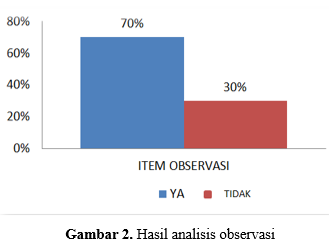 80%
70%
60%
40%
30%
20%
0%
ITEM OBSERVASI
YA TIDAK
Gambar 2. Hasil analisis observasi